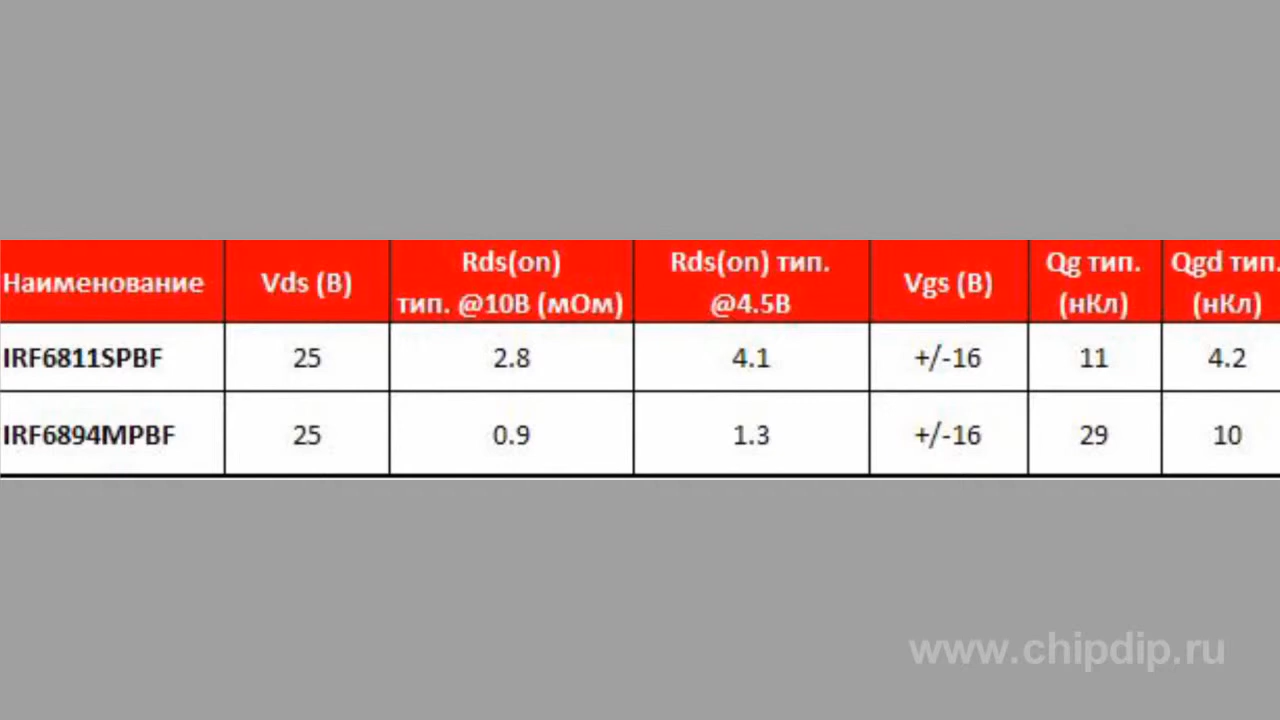 Наименование
Vds (В)
Rds(on)
тип. @10В (мОм)
Rds(on) тип.
@4.5В
Vgs (В)
Qg тип.
(нКл)
Qgd тип.
(нКл)
IRF6811SPBF 25 2.8 4.1 +/-16 11 4.2
IRF6894MPBF 25 0.9 1.3 +/-16 29 10
www.chipdip.ru